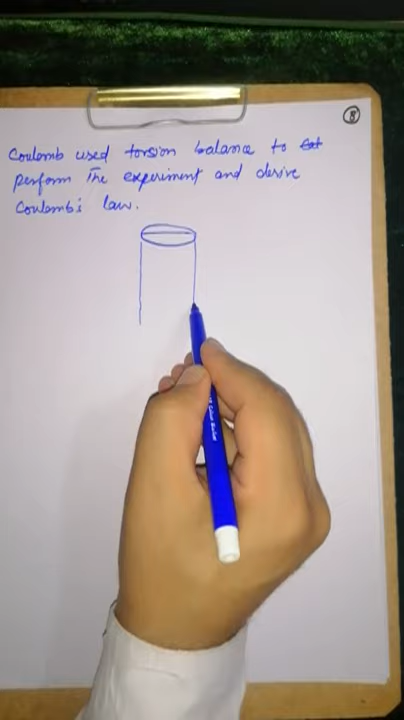 8
Coulomb used torsion balance to
perform the experiment and derive
Coulomb's law.